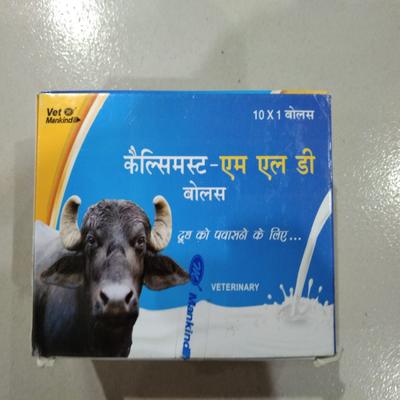 Vet
Mankind
10 X 1 बोलस
कैल्सिमस्ट-एम एल डी
बोलस
दूध को पवासने के लिए...
VETERINARY
Mankind